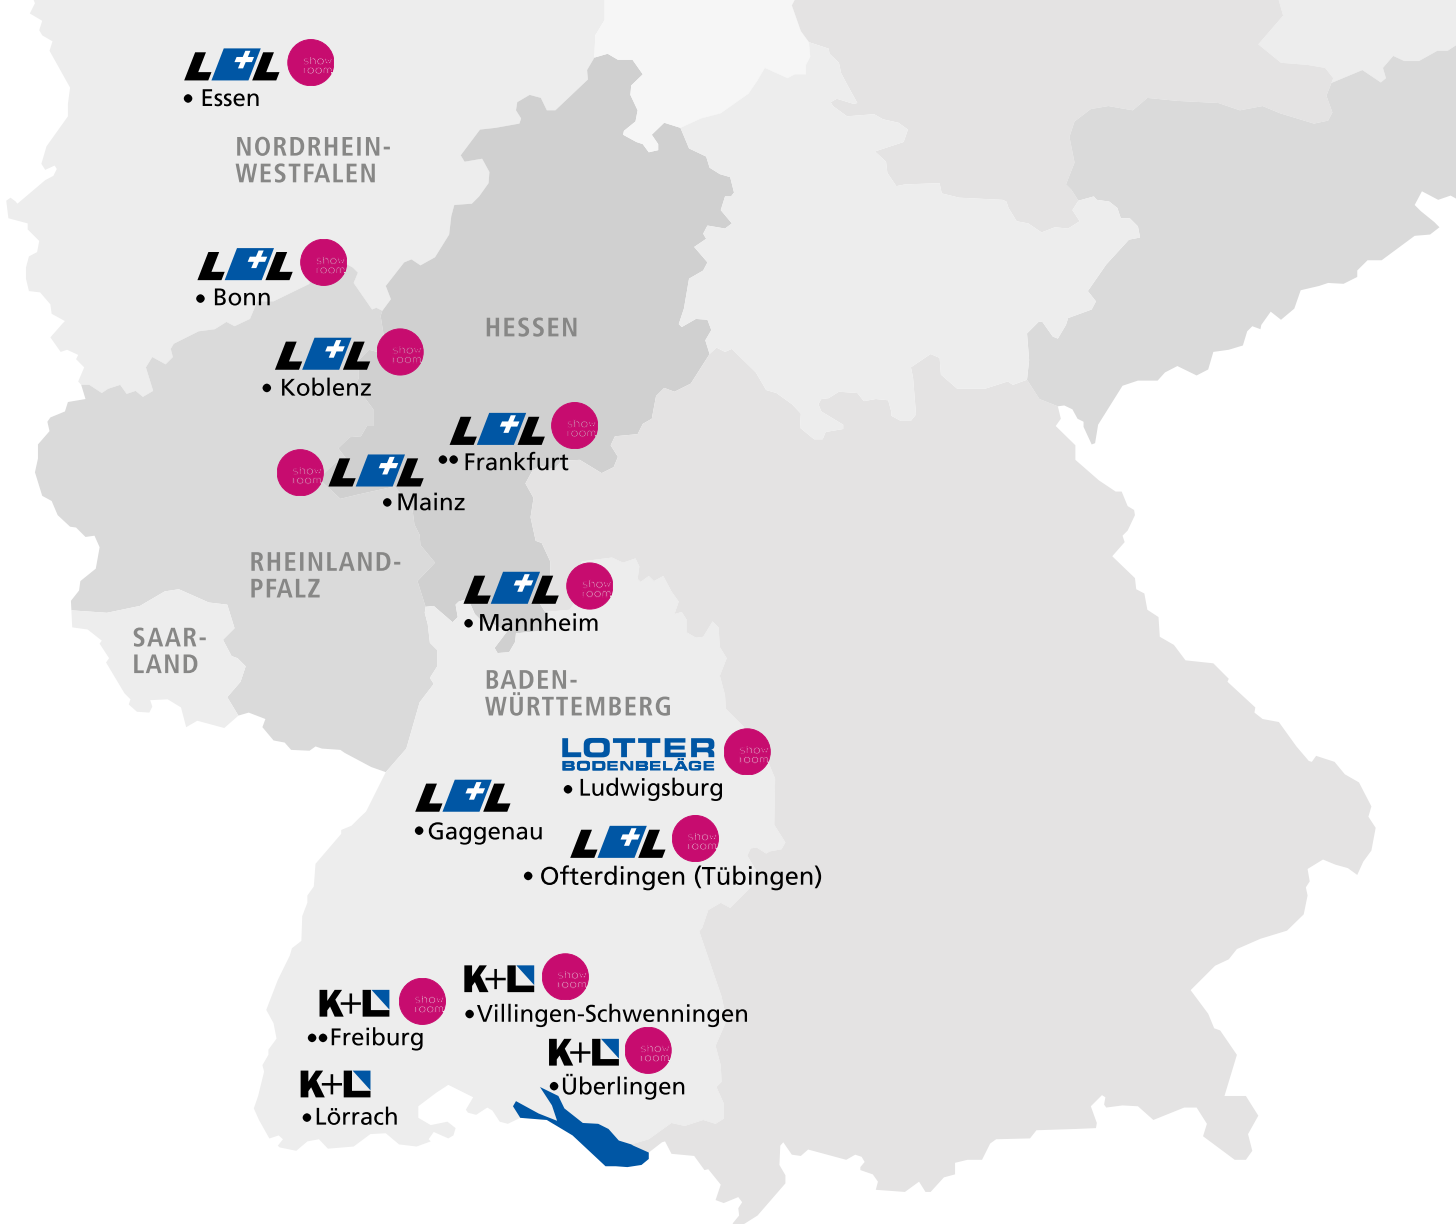 L+L show room
• Essen
NORDRHEIN-
WESTFALEN
L+L show room
• Bonn
HESSEN
L+L show room
• Koblenz
L+L show room
•• Frankfurt
show room L+L
• Mainz
RHEINLAND-
PFALZ
L+L show room
• Mannheim
SAAR-
LAND
BADEN-
WÜRTTEMBERG
LOTTER
BODENBELÄGE
show room
• Ludwigsburg
L+L
• Gaggenau
L+L show room
• Ofterdingen (Tübingen)
K+L show room
• Villingen-Schwenningen
K+L show room
•• Freiburg
K+L show room
• Überlingen
K+L
• Lörrach